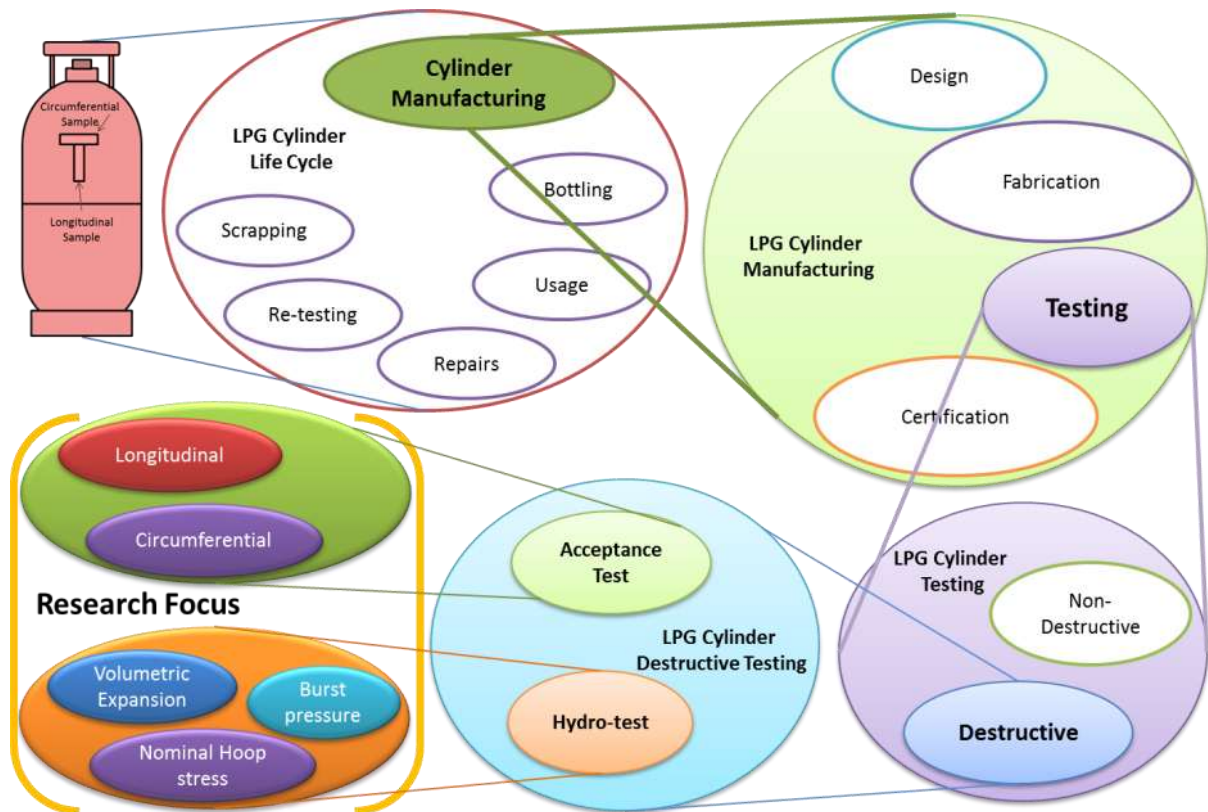 Circumferential
Sample
Longitudinal
Sample
Cylinder
Manufacturing
LPG Cylinder
Life Cycle
Bottling
Scrapping
Usage
Re-testing
Repairs
Design
Fabrication
LPG Cylinder
Manufacturing
Testing
Certification
Longitudinal
Circumferential
Research Focus
Volumetric
Expansion
Burst
pressure
Nominal Hoop
stress
Acceptance
Test
LPG Cylinder
Destructive Testing
Hydro-test
LPG Cylinder
Testing
Non-
Destructive
Destructive